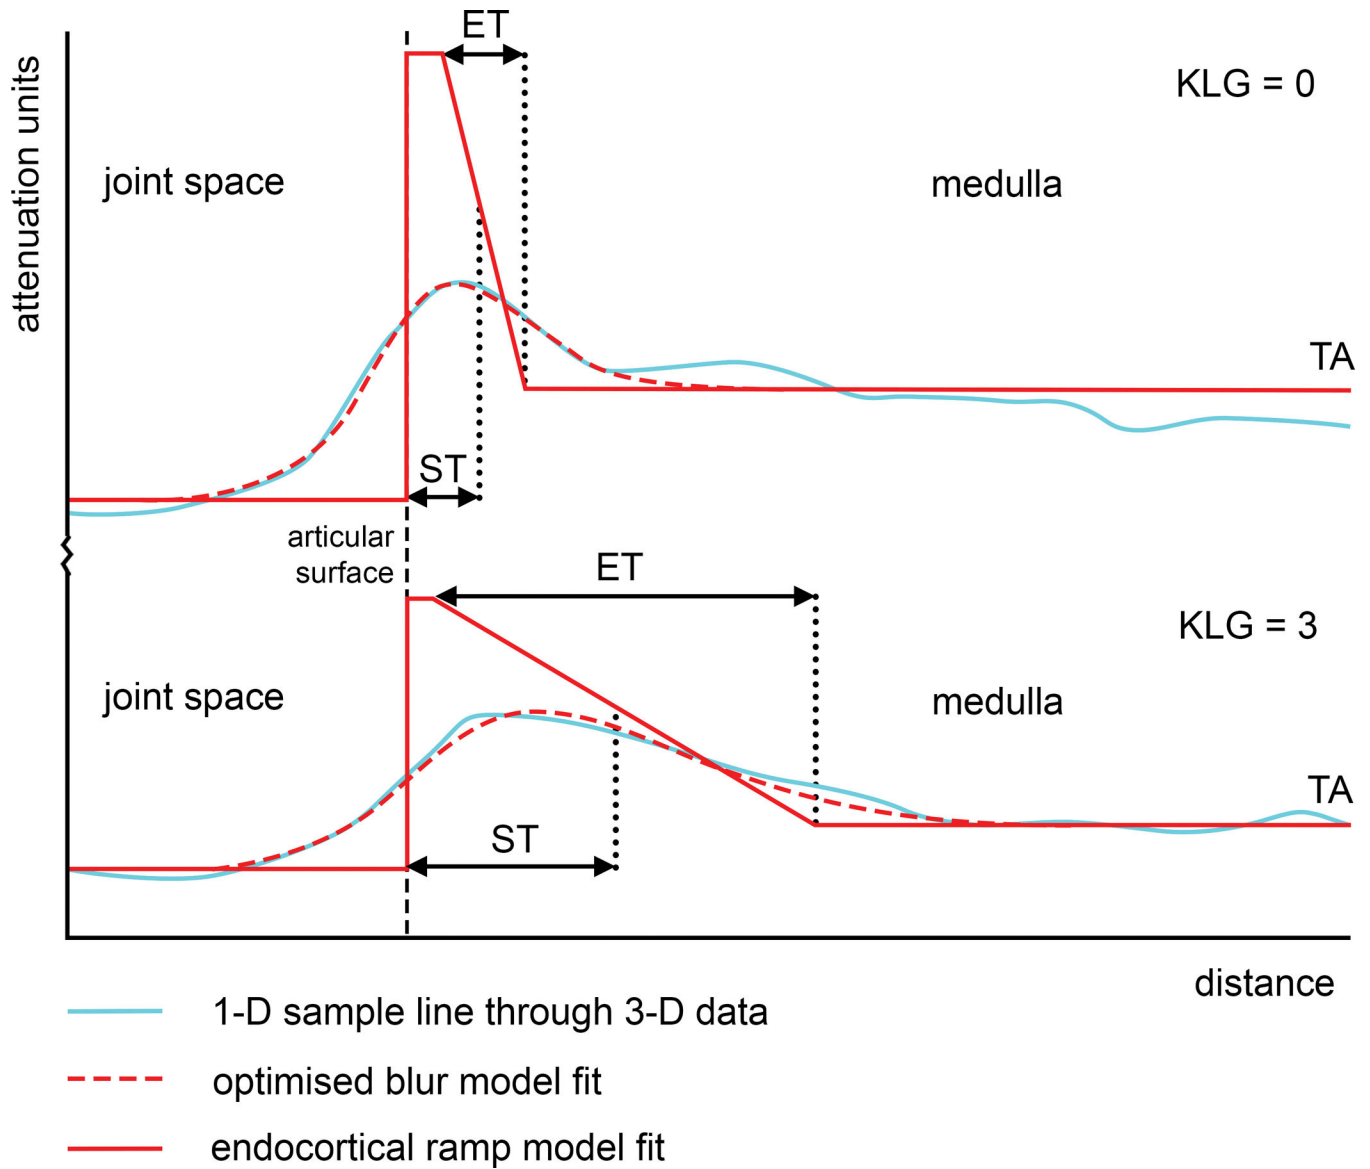 ET
attenuation units
KLG = 0
joint space
medulla
TA
ST
articular
surface
ET
KLG = 3
joint space
medulla
TA
ST
distance
1-D sample line through 3-D data
optimised blur model fit
endocortical ramp model fit